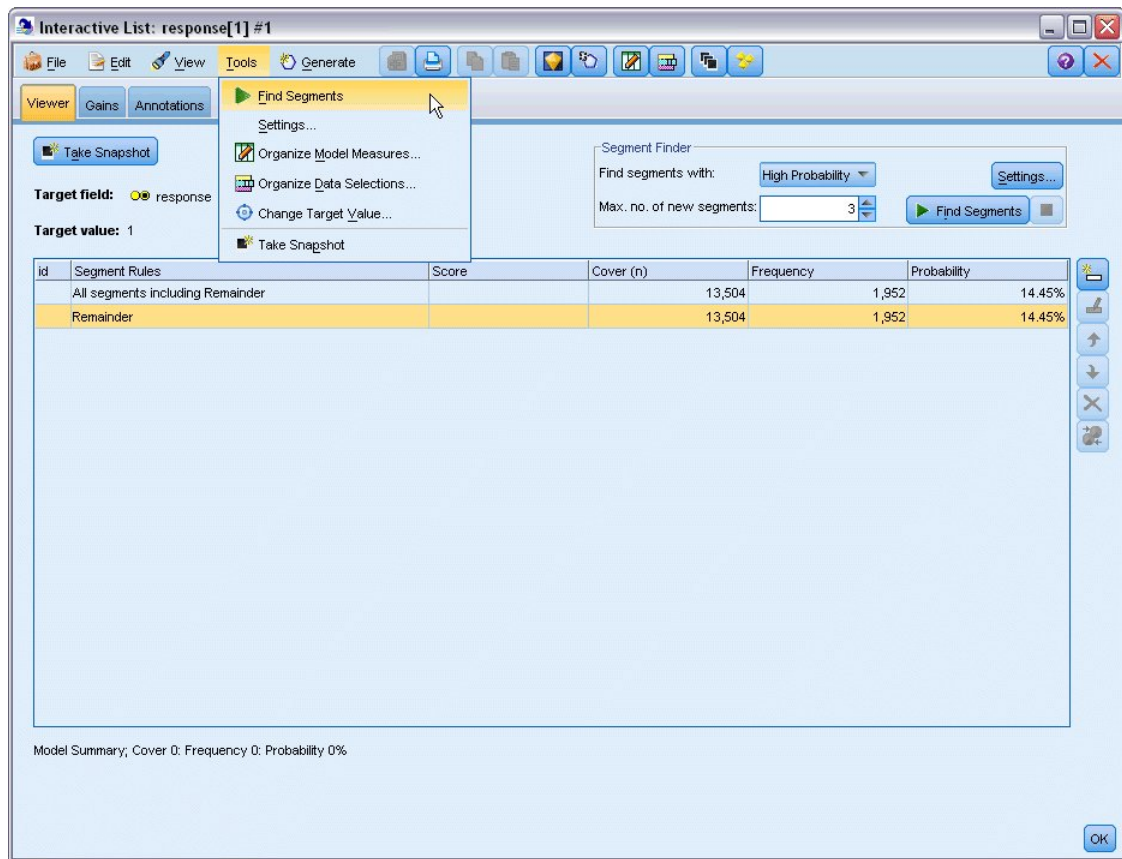 Interactive List: response[1] #1
File Edit View Tools Generate
Viewer Gains Annotations
Find Segments
Settings...
Organize Model Measures...
Organize Data Selections...
Change Target Value...
Take Snapshot
Take Snapshot
Target field: response
Target value: 1
Segment Finder
Find segments with: High Probability Settings...
Max. no. of new segments: 3 Find Segments
id Segment Rules Score Cover (n) Frequency Probability
All segments including Remainder 13,504 1,952 14.45%
Remainder 13,504 1,952 14.45%
Model Summary; Cover 0: Frequency 0: Probability 0%
OK